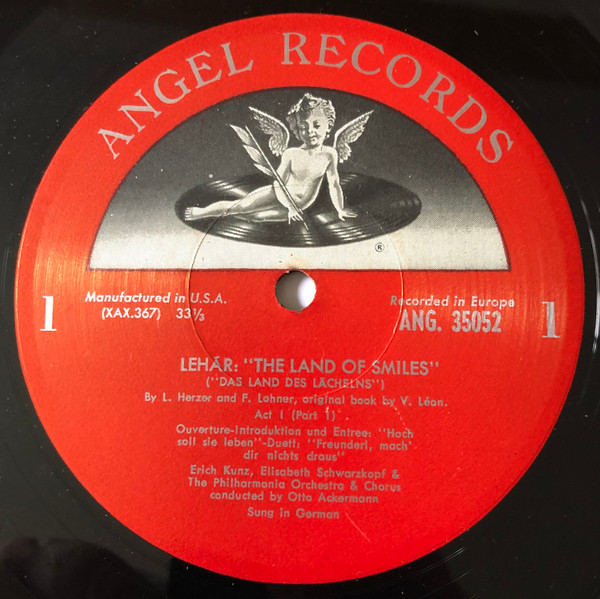 ANGEL RECORDS
®
1
Manufactured in U.S.A.
(XAX.367) 33⅓
Recorded in Europe
ANG. 35052
1
LEHÁR: "THE LAND OF SMILES"
("DAS LAND DES LÄCHELNS")
By L. Herzer and F. Lohner, original book by V. Léon.
Act I (Part 1)
Ouverture-Introduktion und Entree: "Hoch
soll sie leben"-Duett: "Freunderl, mach'
dir nichts draus"
Erich Kunz, Elisabeth Schwarzkopf &
The Philharmonia Orchestra & Chorus
conducted by Otto Ackermann
Sung in German